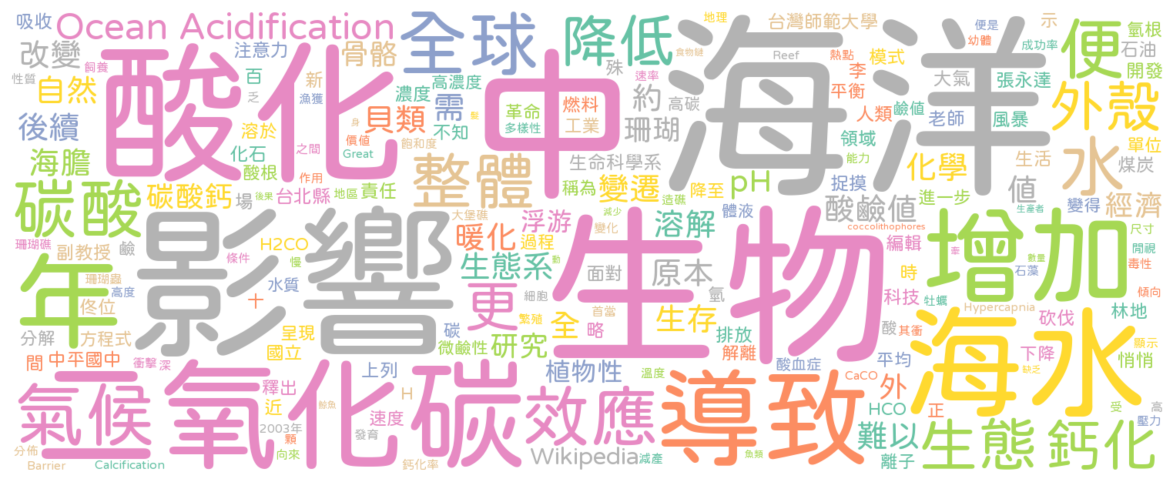 吸收
Ocean Acidification
全球
降低
地理
台灣師範大學
便是
幼體
示
成功率
便
氫根
石油
開發
改變
性質
飼養
注意力
骨骼
海洋
Reef
食物鏈
熱點
速率
模式
李
平衡
大氣
張永達
自然
百
乏
新
漁獲
酸化
高濃度
濃度
需
革命
多樣性
燃料
工業
中
殊
約
高碳
人類
鹼值
老師
風暴
外殼
後續
溶於
化石
之間
身
價值
Great
貝類
不知
飽和度
珊瑚
領域
能力
單位
煤炭
海膽
酸根
作用
整體
生命科學系
稱為
變遷
降至
pH
捉摸
化學
進一步
生活
水
碳酸
碳酸鈣
場
後果
台北縣
地區
責任
大堡礁
浮游
造礁
減少
溶解
體液
酸鹼值
coccolithophores
值
變得
生產者
經濟
珊瑚礁
副教授
鹼
影響
H2CO
條件
慢
暖化
過程
生態系
變化
動
生物
編輯
增加
尺寸
閥視
年
珊瑚蟲
高度
水質
十
更
細胞
面對
原本
氫
首當
時
科技
石藻
牡蠣
數量
毒性
傾向
分解
方程式
佟位
呈現
略
碳
繁殖
微鹼性
研究
全
生存
排放
解離
酸
其衝
Hypercapnia
海水
砍伐
林地
間
中平國中
衝擊
深
國立
上列
植物性
溫度
酸血症
平均
下降
缺乏
顯示
悄悄
氣候
二氧化碳
釋出
近
鯨魚
2003年
顆
向來
速度
H
發育
效應
導致
CaCO
外
HCO
正
受
高
壓力
分佈
Barrier
Calcification
鈣化率
Wikipedia
減產
魚類
難以
離子
生態
鈣化